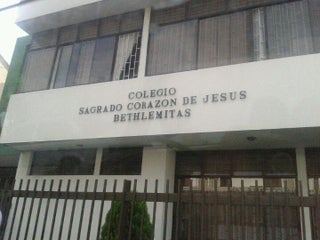 COLEGIO
SAGRADO CORAZON DE JESUS
BETHLEMITAS